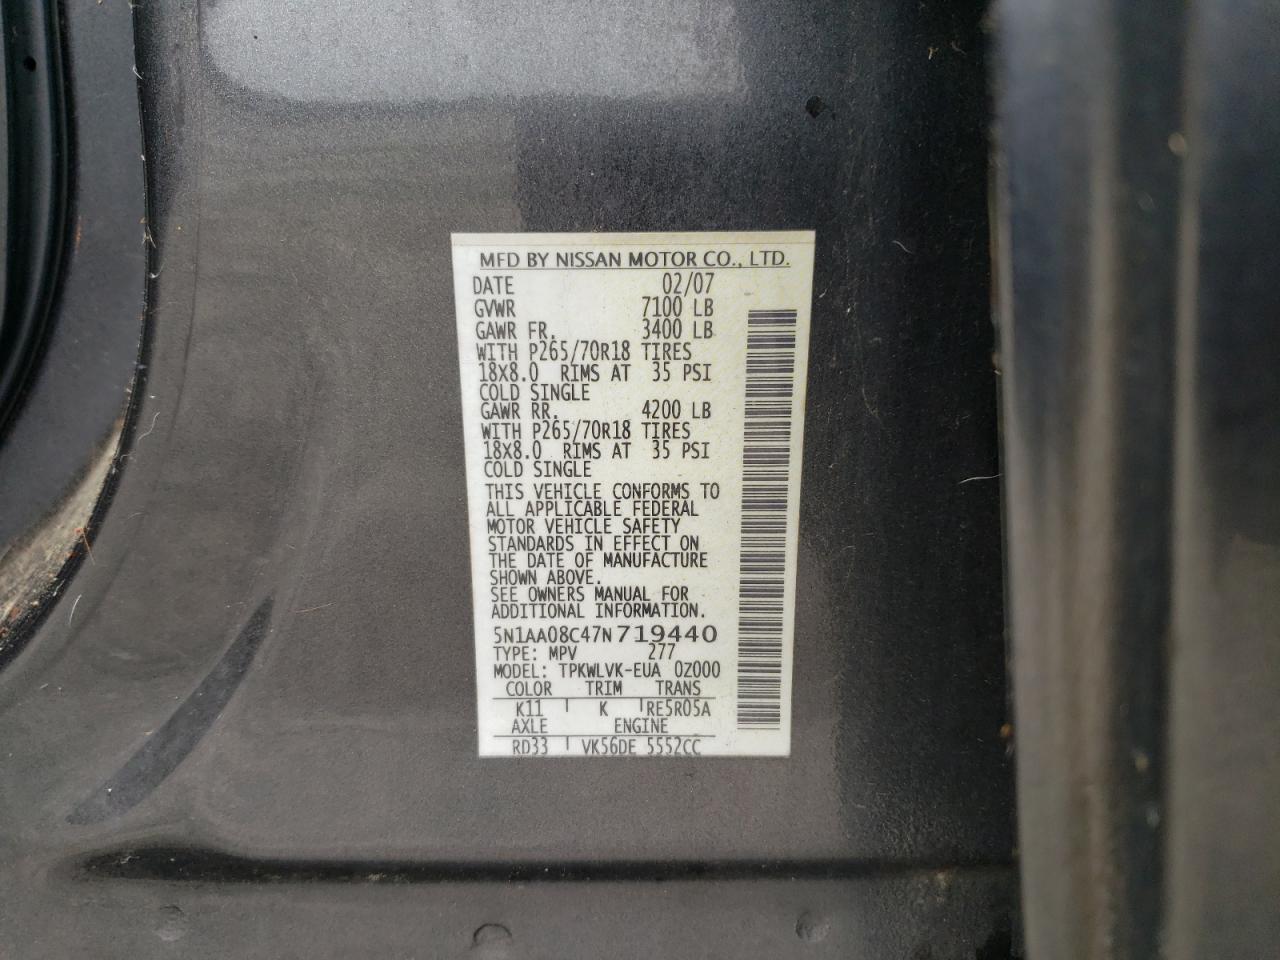 MFD BY NISSAN MOTOR CO., LTD.
DATE 02/07
GVWR 7100 LB
GAWR FR. 3400 LB
WITH P265/70R18 TIRES
18X8.0 RIMS AT 35 PSI
COLD SINGLE
GAWR RR. 4200 LB
WITH P265/70R18 TIRES
18X8.0 RIMS AT 35 PSI
COLD SINGLE
THIS VEHICLE CONFORMS TO
ALL APPLICABLE FEDERAL
MOTOR VEHICLE SAFETY
STANDARDS IN EFFECT ON
THE DATE OF MANUFACTURE
SHOWN ABOVE.
SEE OWNERS MANUAL FOR
ADDITIONAL INFORMATION.
5N1AA08C47N719440
TYPE: MPV 277
MODEL: TPKWLVK-EUA 0Z000
COLOR TRIM TRANS
K11 K RE5R05A
AXLE ENGINE
RD33 VK56DE 5552CC